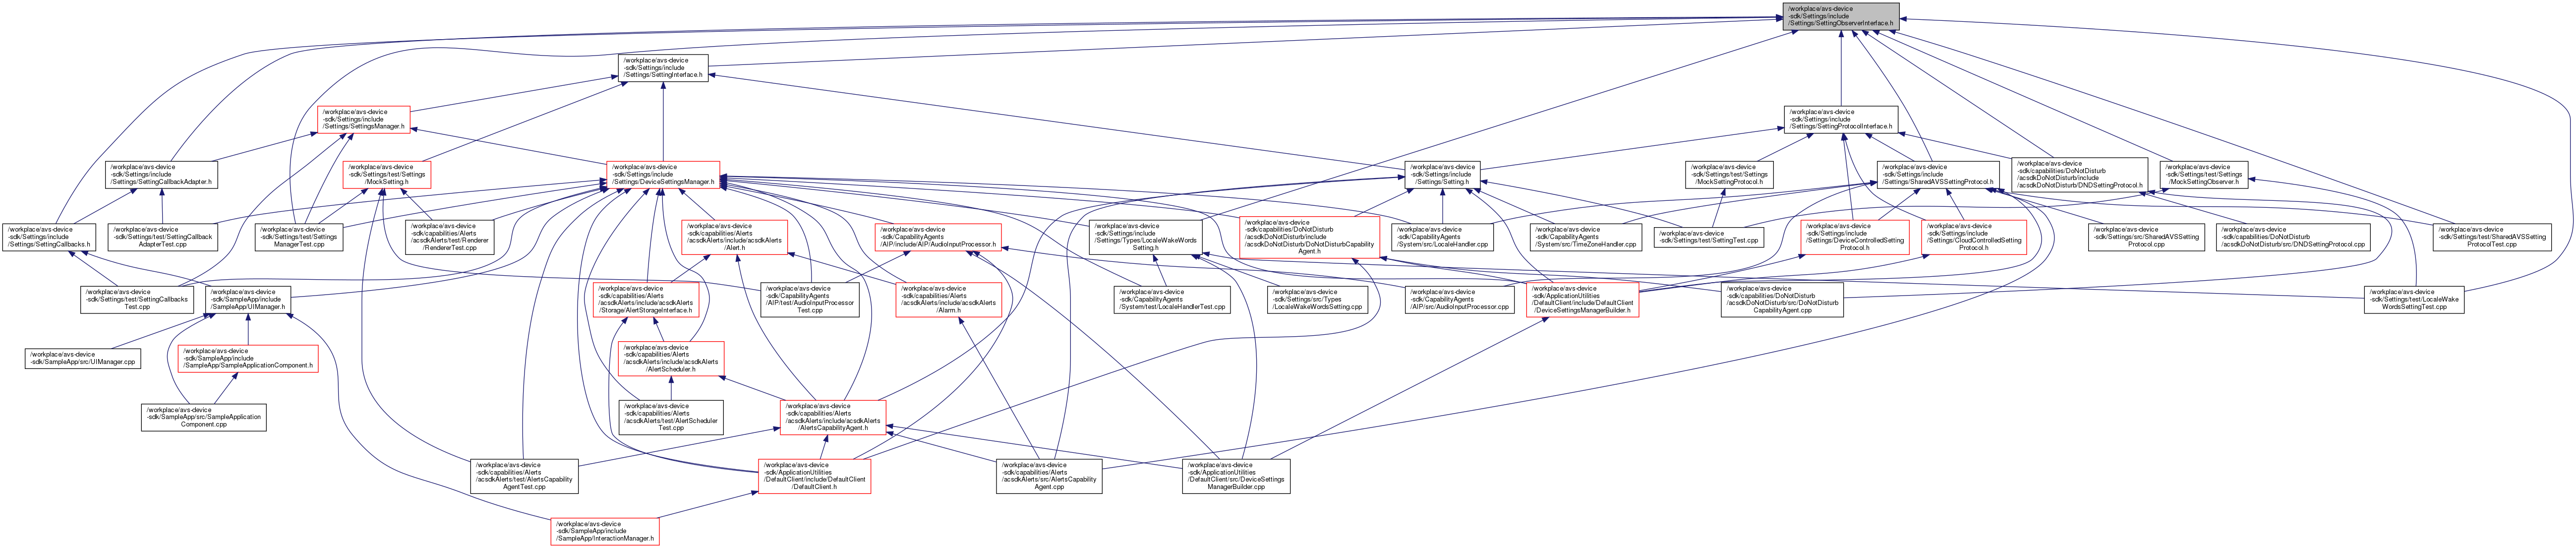 /workplace/avs-device
-sdk/Settings/include
/Settings/SettingObserverInterface.h
/workplace/avs-device
-sdk/Settings/include
/Settings/SettingInterface.h
/workplace/avs-device
-sdk/Settings/include
/Settings/SettingsManager.h
/workplace/avs-device
-sdk/Settings/include
/Settings/SettingProtocolInterface.h
/workplace/avs-device
-sdk/Settings/include
/Settings/SettingCallbackAdapter.h
/workplace/avs-device
-sdk/Settings/test/Settings
/MockSetting.h
/workplace/avs-device
-sdk/Settings/include
/Settings/DeviceSettingsManager.h
/workplace/avs-device
-sdk/Settings/include
/Settings/Setting.h
/workplace/avs-device
-sdk/Settings/test/Settings
/MockSettingProtocol.h
/workplace/avs-device
-sdk/Settings/include
/Settings/SharedAVSSettingProtocol.h
/workplace/avs-device
-sdk/capabilities/DoNotDisturb
/acsdkDoNotDisturb/include
/acsdkDoNotDisturb/DNDSettingProtocol.h
/workplace/avs-device
-sdk/Settings/test/Settings
/MockSettingObserver.h
/workplace/avs-device
-sdk/Settings/include
/Settings/SettingCallbacks.h
/workplace/avs-device
-sdk/Settings/test/SettingCallback
AdapterTest.cpp
/workplace/avs-device
-sdk/Settings/test/Settings
ManagerTest.cpp
/workplace/avs-device
-sdk/capabilities/Alerts
/acsdkAlerts/test/Renderer
/RendererTest.cpp
/workplace/avs-device
-sdk/capabilities/Alerts
/acsdkAlerts/include/acsdkAlerts
/Alert.h
/workplace/avs-device
-sdk/CapabilityAgents
/AIP/include/AIP/AudioInputProcessor.h
/workplace/avs-device
-sdk/Settings/include
/Settings/Types/LocaleWakeWords
Setting.h
/workplace/avs-device
-sdk/capabilities/DoNotDisturb
/acsdkDoNotDisturb/include
/acsdkDoNotDisturb/DoNotDisturbCapability
Agent.h
/workplace/avs-device
-sdk/CapabilityAgents
/System/src/LocaleHandler.cpp
/workplace/avs-device
-sdk/CapabilityAgents
/System/src/TimeZoneHandler.cpp
/workplace/avs-device
-sdk/Settings/test/SettingTest.cpp
/workplace/avs-device
-sdk/Settings/include
/Settings/DeviceControlledSetting
Protocol.h
/workplace/avs-device
-sdk/Settings/include
/Settings/CloudControlledSetting
Protocol.h
/workplace/avs-device
-sdk/Settings/src/SharedAVSSetting
Protocol.cpp
/workplace/avs-device
-sdk/capabilities/DoNotDisturb
/acsdkDoNotDisturb/src/DNDSettingProtocol.cpp
/workplace/avs-device
-sdk/Settings/test/SharedAVSSetting
ProtocolTest.cpp
/workplace/avs-device
-sdk/Settings/test/SettingCallbacks
Test.cpp
/workplace/avs-device
-sdk/SampleApp/include
/SampleApp/UIManager.h
/workplace/avs-device
-sdk/capabilities/Alerts
/acsdkAlerts/include/acsdkAlerts
/Storage/AlertStorageInterface.h
/workplace/avs-device
-sdk/CapabilityAgents
/AIP/test/AudioInputProcessor
Test.cpp
/workplace/avs-device
-sdk/capabilities/Alerts
/acsdkAlerts/include/acsdkAlerts
/Alarm.h
/workplace/avs-device
-sdk/CapabilityAgents
/System/test/LocaleHandlerTest.cpp
/workplace/avs-device
-sdk/Settings/src/Types
/LocaleWakeWordsSetting.cpp
/workplace/avs-device
-sdk/CapabilityAgents
/AIP/src/AudioInputProcessor.cpp
/workplace/avs-device
-sdk/ApplicationUtilities
/DefaultClient/include/DefaultClient
/DeviceSettingsManagerBuilder.h
/workplace/avs-device
-sdk/capabilities/DoNotDisturb
/acsdkDoNotDisturb/src/DoNotDisturb
CapabilityAgent.cpp
/workplace/avs-device
-sdk/Settings/test/LocaleWake
WordsSettingTest.cpp
/workplace/avs-device
-sdk/SampleApp/src/UIManager.cpp
/workplace/avs-device
-sdk/SampleApp/include
/SampleApp/SampleApplicationComponent.h
/workplace/avs-device
-sdk/capabilities/Alerts
/acsdkAlerts/include/acsdkAlerts
/AlertScheduler.h
/workplace/avs-device
-sdk/SampleApp/src/SampleApplication
Component.cpp
/workplace/avs-device
-sdk/capabilities/Alerts
/acsdkAlerts/test/AlertScheduler
Test.cpp
/workplace/avs-device
-sdk/capabilities/Alerts
/acsdkAlerts/include/acsdkAlerts
/AlertsCapabilityAgent.h
/workplace/avs-device
-sdk/capabilities/Alerts
/acsdkAlerts/test/AlertsCapability
AgentTest.cpp
/workplace/avs-device
-sdk/ApplicationUtilities
/DefaultClient/include/DefaultClient
/DefaultClient.h
/workplace/avs-device
-sdk/capabilities/Alerts
/acsdkAlerts/src/AlertsCapability
Agent.cpp
/workplace/avs-device
-sdk/ApplicationUtilities
/DefaultClient/src/DeviceSettings
ManagerBuilder.cpp
/workplace/avs-device
-sdk/SampleApp/include
/SampleApp/InteractionManager.h